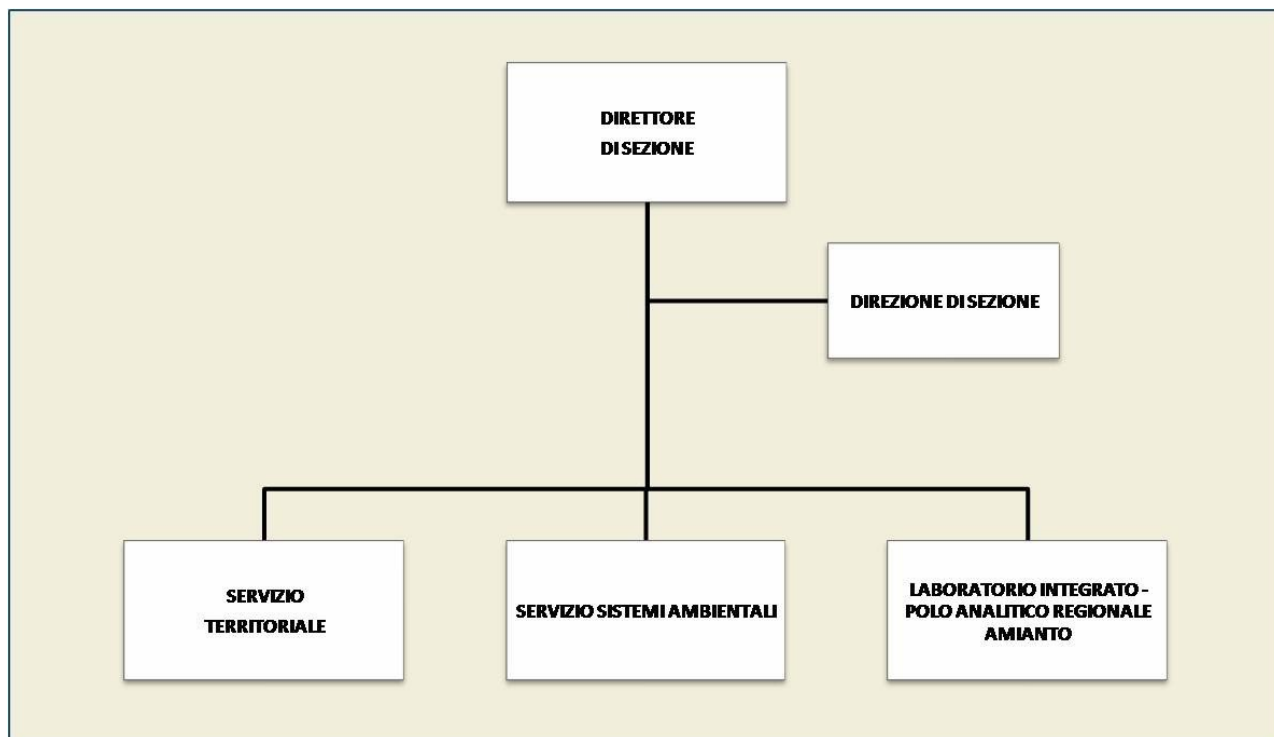 DIRETTORE
DI SEZIONE
DIREZIONE DI SEZIONE
SERVIZIO
TERRITORIALE
SERVIZIO SISTEMI AMBIENTALI
LABORATORIO INTEGRATO -
POLO ANALITICO REGIONALE
AMIANTO